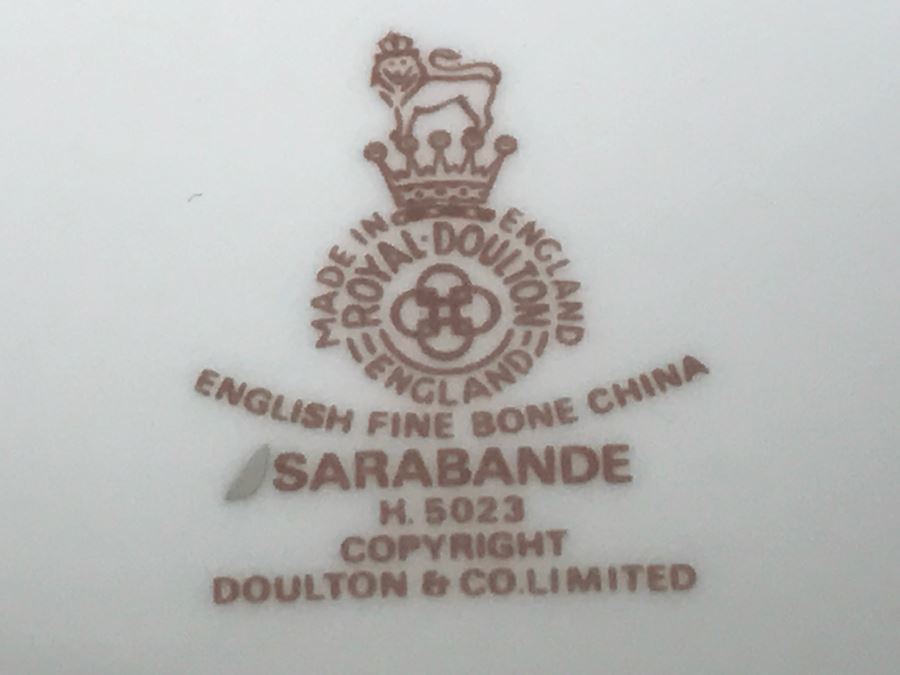 MADE IN ENGLAND
ROYAL·DOULTON
ENGLAND
ENGLISH FINE BONE CHINA
SARABANDE
H. 5023
COPYRIGHT
DOULTON & CO.LIMITED